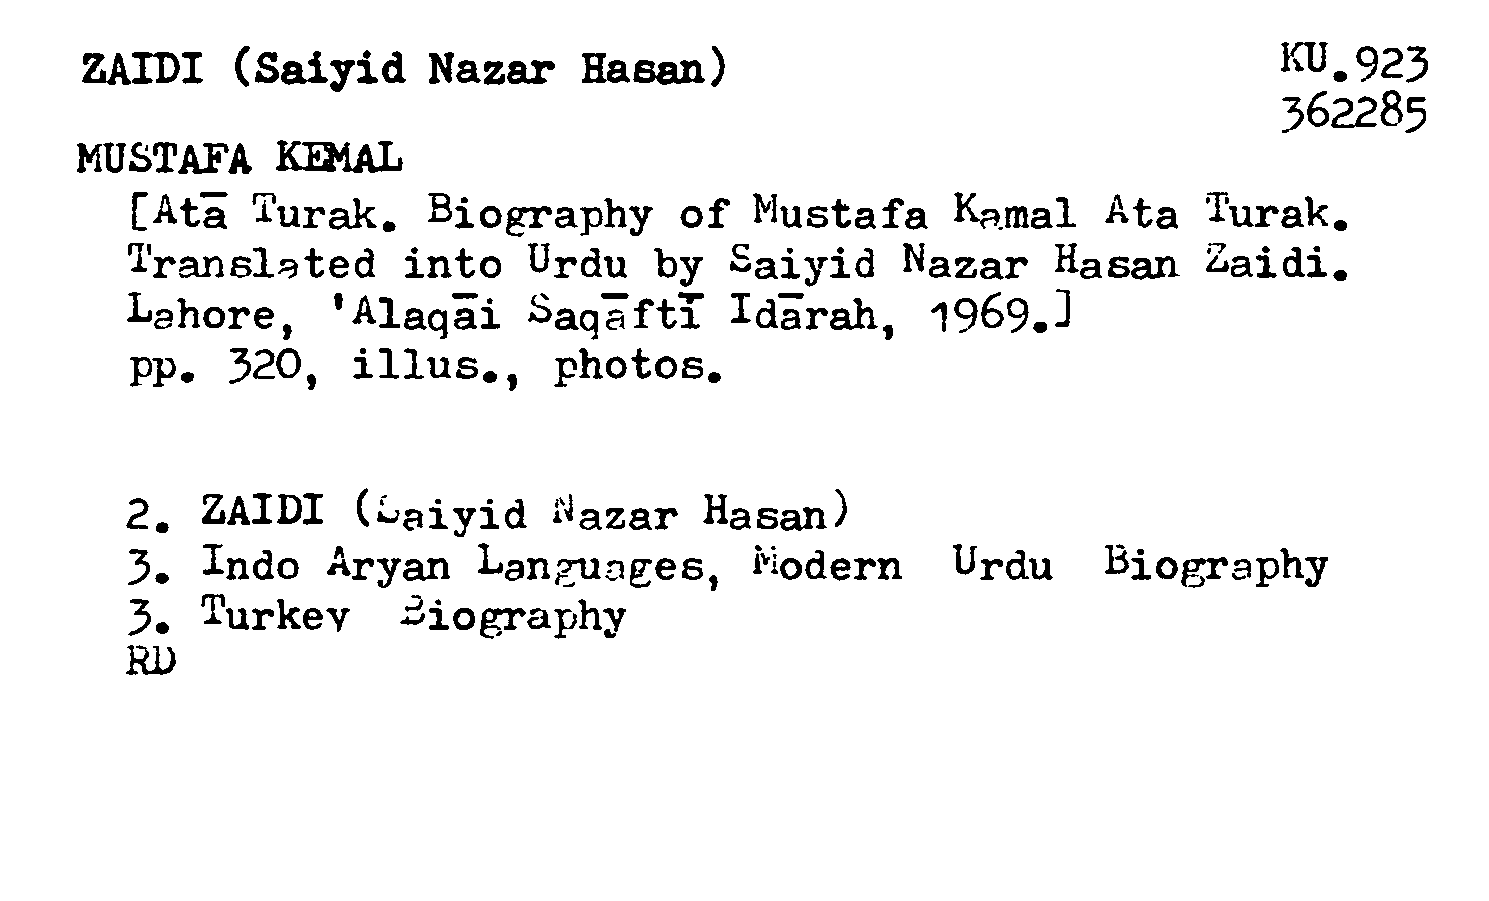 ZAIDI (Saiyid Nazar Hasan)
KU.923
362285
MUSTAFA KEMAL
[Atā Turak. Biography of Mustafa Kamal Ata Turak.
Translated into Urdu by Saiyid Nazar Hasan Zaidi.
Lahore, 'Alaqāi Saqāftī Idārah, 1969.]
pp. 320, illus., photos.
2. ZAIDI (Saiyid Nazar Hasan)
3. Indo Aryan Languages, Modern Urdu Biography
3. Turkey Biography
RD